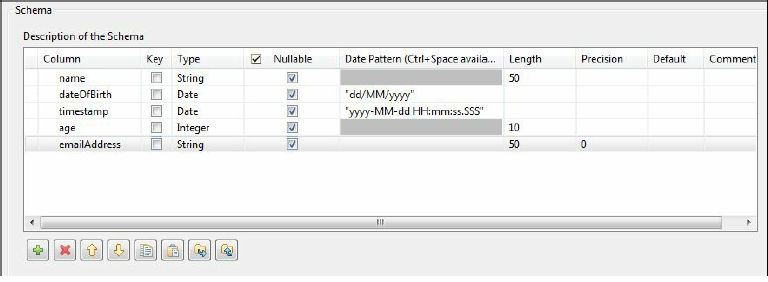 Schema
Description of the Schema
Column Key Type Nullable Date Pattern (Ctrl+Space availa... Length Precision Default Comment
name String 50
dateOfBirth Date "dd/MM/yyyy"
timestamp Date "yyyy-MM-dd HH:mm:ss.SSS"
age Integer 10
emailAddress String 50 0